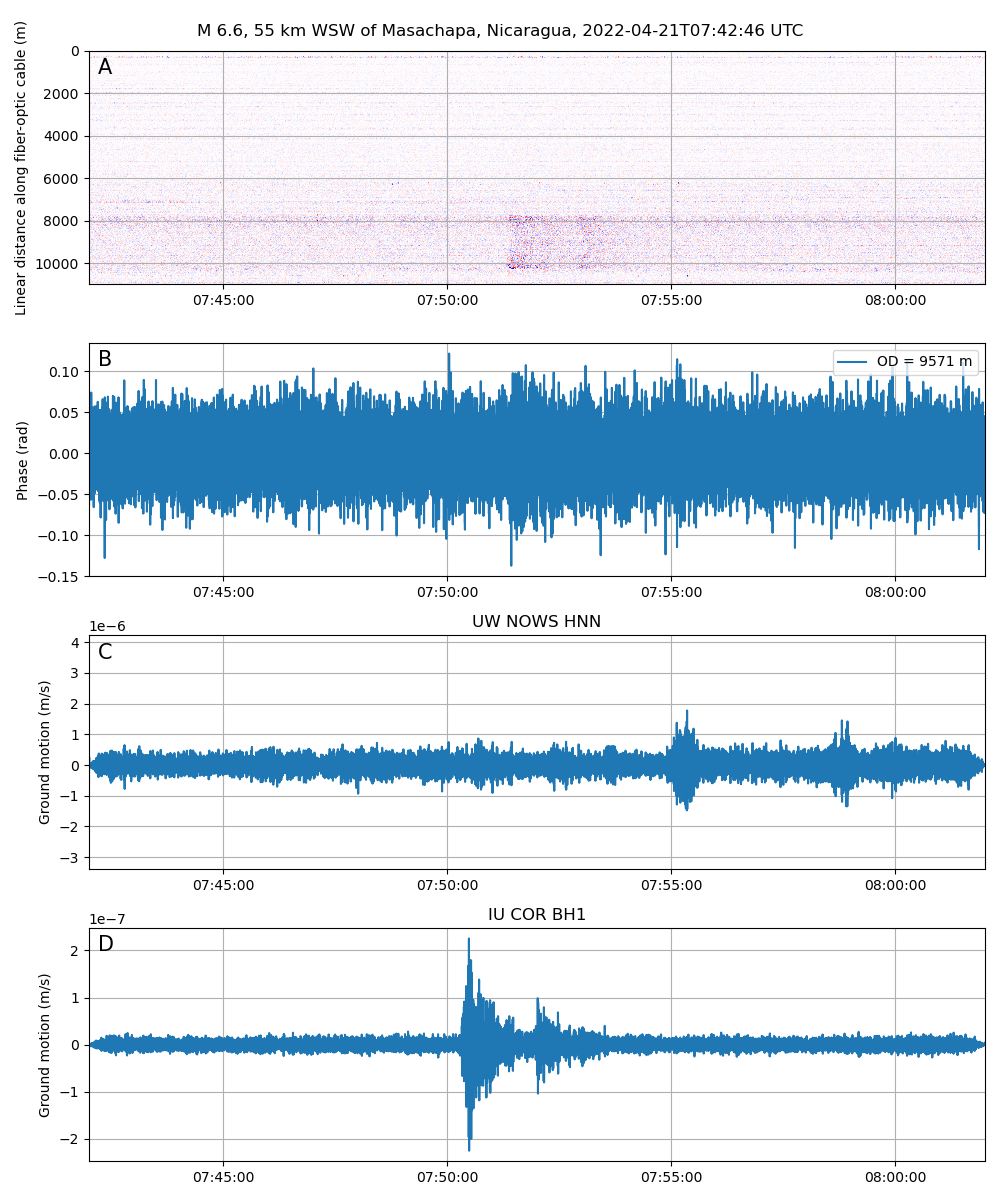 M 6.6, 55 km WSW of Masachapa, Nicaragua, 2022-04-21T07:42:46 UTC
Linear distance along fiber-optic cable (m)
A
0
2000
4000
6000
8000
10000
07:45:00 07:50:00 07:55:00 08:00:00
Phase (rad)
B
OD = 9571 m
0.10
0.05
0.00
−0.05
−0.10
−0.15
07:45:00 07:50:00 07:55:00 08:00:00
UW NOWS HNN
1e−6
Ground motion (m/s)
C
4
3
2
1
0
−1
−2
−3
07:45:00 07:50:00 07:55:00 08:00:00
IU COR BH1
1e−7
Ground motion (m/s)
D
2
1
0
−1
−2
07:45:00 07:50:00 07:55:00 08:00:00